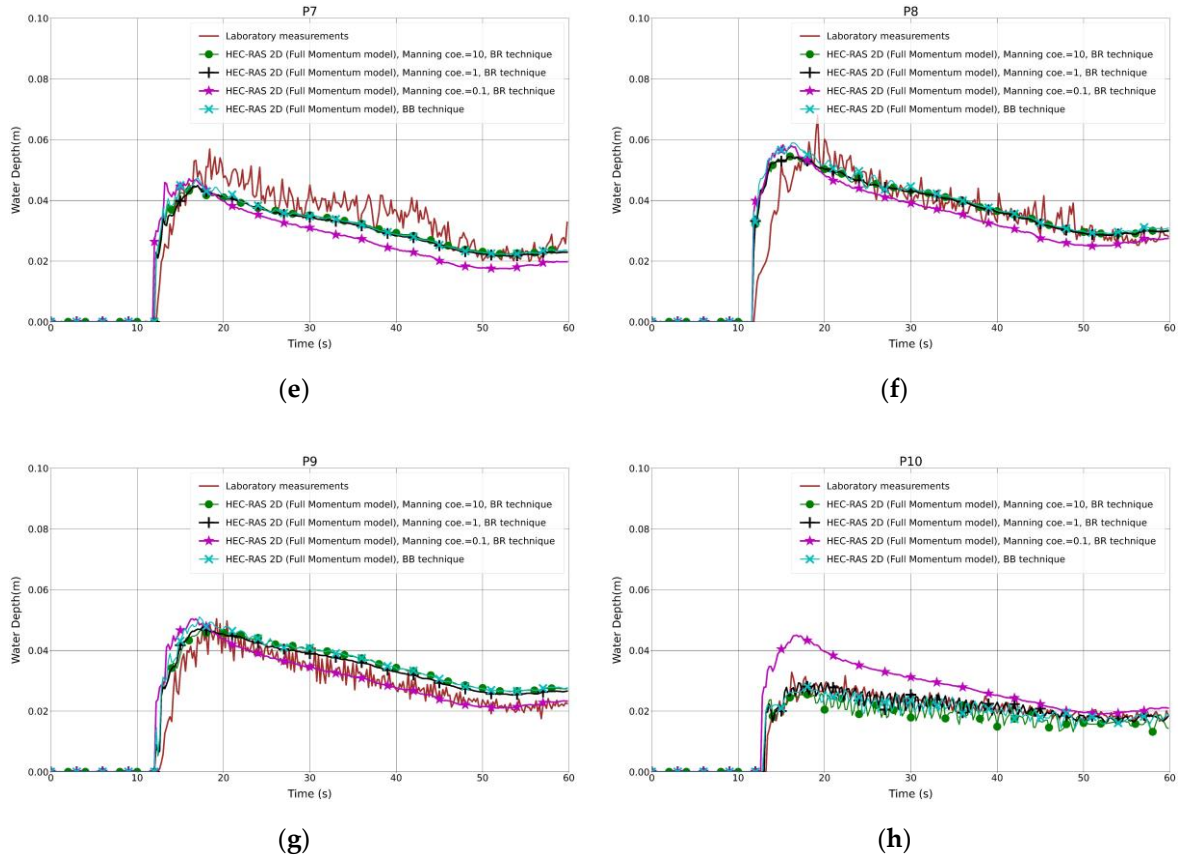 P7
0.10
0.08
0.06
0.04
0.02
0.00
Water Depth(m)
Laboratory measurements
HEC-RAS 2D (Full Momentum model), Manning coe.=10, BR technique
HEC-RAS 2D (Full Momentum model), Manning coe.=1, BR technique
HEC-RAS 2D (Full Momentum model), Manning coe.=0.1, BR technique
HEC-RAS 2D (Full Momentum model), BB technique
0 10 20 30 40 50 60
Time (s)
(e)
P8
0.10
0.08
0.06
0.04
0.02
0.00
Water Depth(m)
Laboratory measurements
HEC-RAS 2D (Full Momentum model), Manning coe.=10, BR technique
HEC-RAS 2D (Full Momentum model), Manning coe.=1, BR technique
HEC-RAS 2D (Full Momentum model), Manning coe.=0.1, BR technique
HEC-RAS 2D (Full Momentum model), BB technique
0 10 20 30 40 50 60
Time (s)
(f)
P9
0.10
0.08
0.06
0.04
0.02
0.00
Water Depth(m)
Laboratory measurements
HEC-RAS 2D (Full Momentum model), Manning coe.=10, BR technique
HEC-RAS 2D (Full Momentum model), Manning coe.=1, BR technique
HEC-RAS 2D (Full Momentum model), Manning coe.=0.1, BR technique
HEC-RAS 2D (Full Momentum model), BB technique
0 10 20 30 40 50 60
Time (s)
(g)
P10
0.10
0.08
0.06
0.04
0.02
0.00
Water Depth(m)
Laboratory measurements
HEC-RAS 2D (Full Momentum model), Manning coe.=10, BR technique
HEC-RAS 2D (Full Momentum model), Manning coe.=1, BR technique
HEC-RAS 2D (Full Momentum model), Manning coe.=0.1, BR technique
HEC-RAS 2D (Full Momentum model), BB technique
0 10 20 30 40 50 60
Time (s)
(h)